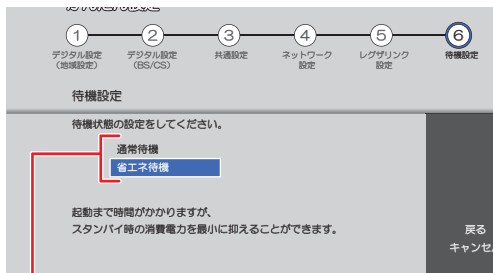 1 2 3 4 5 6
デジタル設定 デジタル設定 共通設定 ネットワーク レグザリンク 待機設定
（地域設定） （BS/CS） 設定 設定
待機設定
待機状態の設定をしてください。
通常待機
省エネ待機
起動まで時間がかかりますが、
スタンバイ時の消費電力を最小に抑えることができます。
戻る
キャンセル